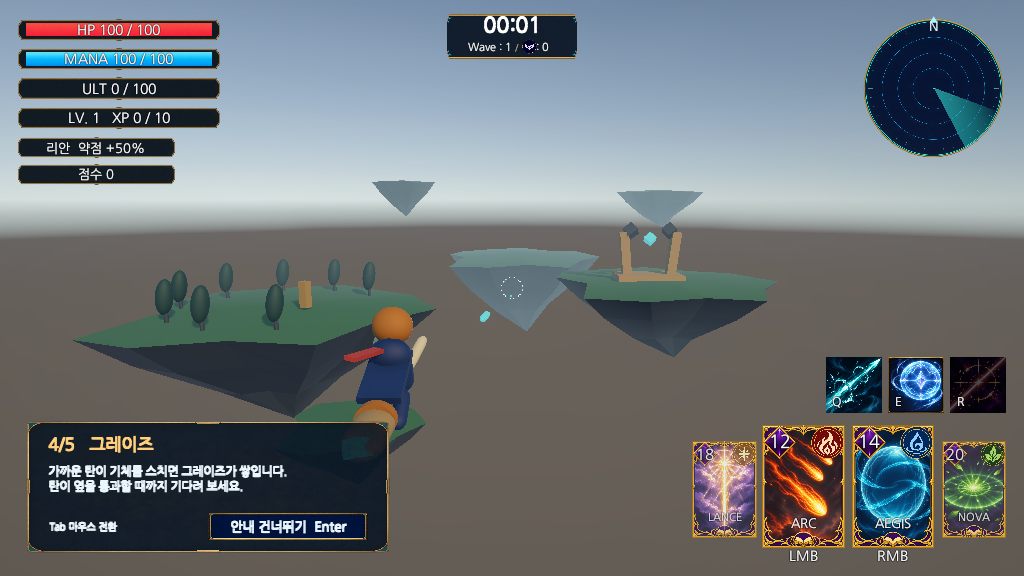 HP 100 / 100
MANA 100 / 100
ULT 0 / 100
LV. 1 XP 0 / 10
리안 약점 +50%
점수 0
00:01
Wave : 1 / : 0
N
4/5 그레이즈
가까운 탄이 기체를 스치면 그레이즈가 쌓입니다.
탄이 옆을 통과할 때까지 기다려 보세요.
Tab 마우스 전환
안내 건너뛰기 Enter
Q
E
R
18
LANCE
12
ARC
14
AEGIS
20
NOVA
LMB
RMB